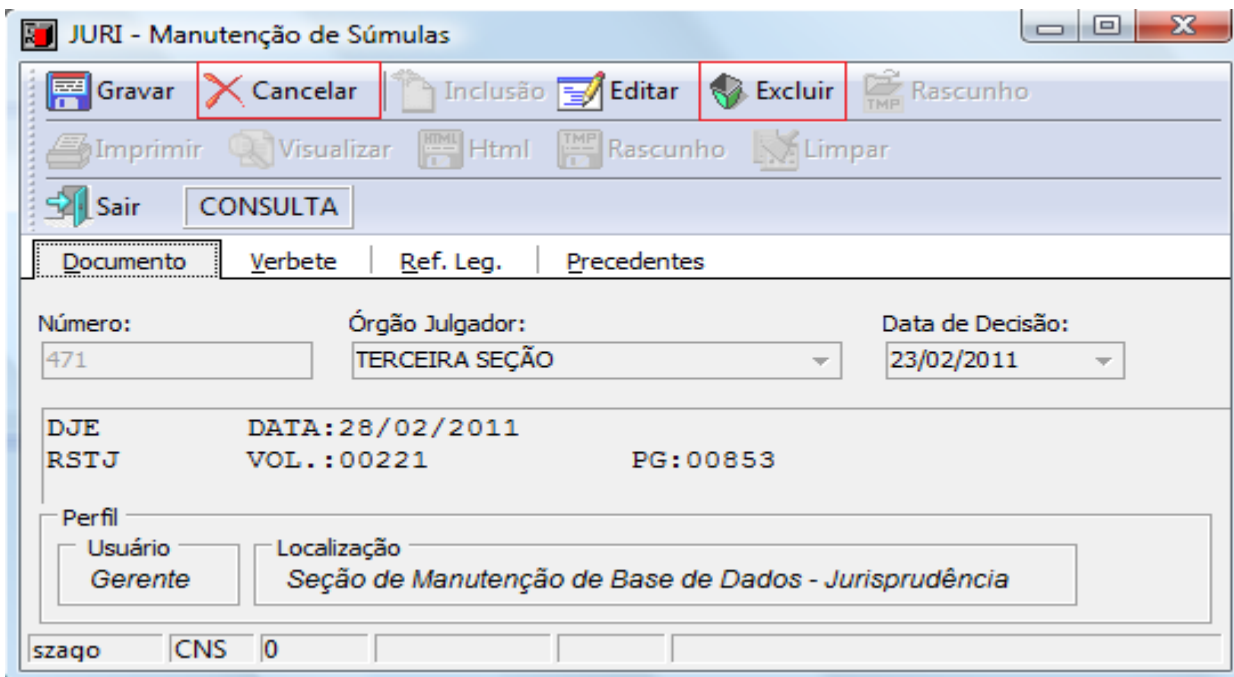 JURI - Manutenção de Súmulas
Gravar Cancelar Inclusão Editar Excluir TMP Rascunho
Imprimir Visualizar HTML Html TMP Rascunho Limpar
Sair CONSULTA
Documento Verbete Ref. Leg. Precedentes
Número: Órgão Julgador: Data de Decisão:
471 TERCEIRA SEÇÃO 23/02/2011
DJE DATA:28/02/2011
RSTJ VOL.:00221 PG:00853
Perfil
Usuário Localização
Gerente Seção de Manutenção de Base de Dados - Jurisprudência
szago CNS 0